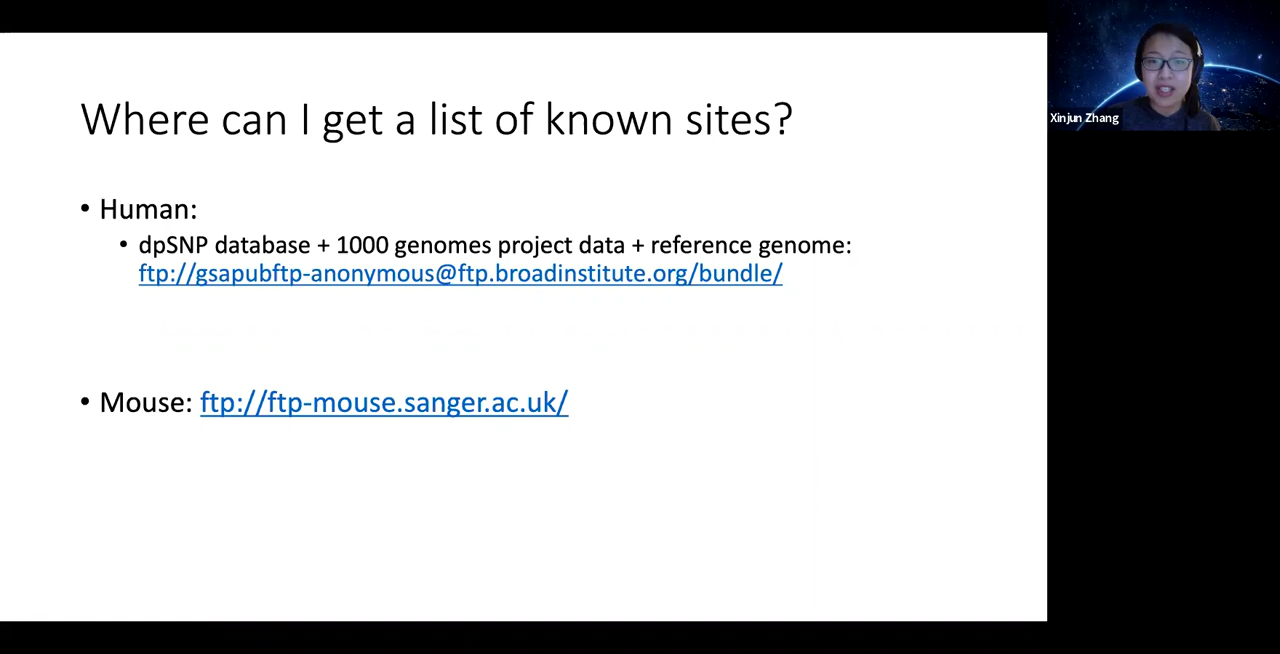 Where can I get a list of known sites?
• Human:
• dpSNP database + 1000 genomes project data + reference genome:
ftp://gsapubftp-anonymous@ftp.broadinstitute.org/bundle/
• Mouse: ftp://ftp-mouse.sanger.ac.uk/
Xinjun Zhang